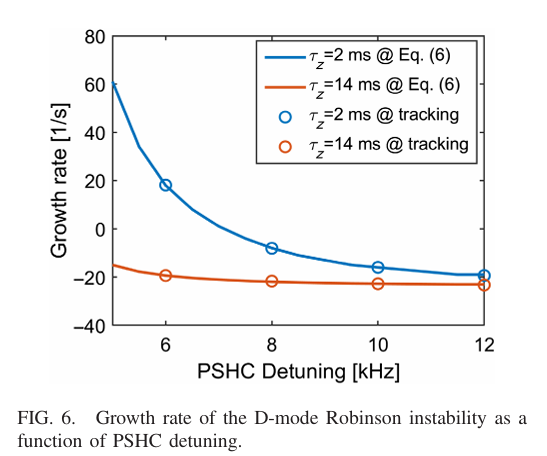 80
60
40
20
0
−20
−40
Growth rate [1/s]
τz=2 ms @ Eq. (6)
τz=14 ms @ Eq. (6)
τz=2 ms @ tracking
τz=14 ms @ tracking
6 8 10 12
PSHC Detuning [kHz]
FIG. 6. Growth rate of the D-mode Robinson instability as a
function of PSHC detuning.